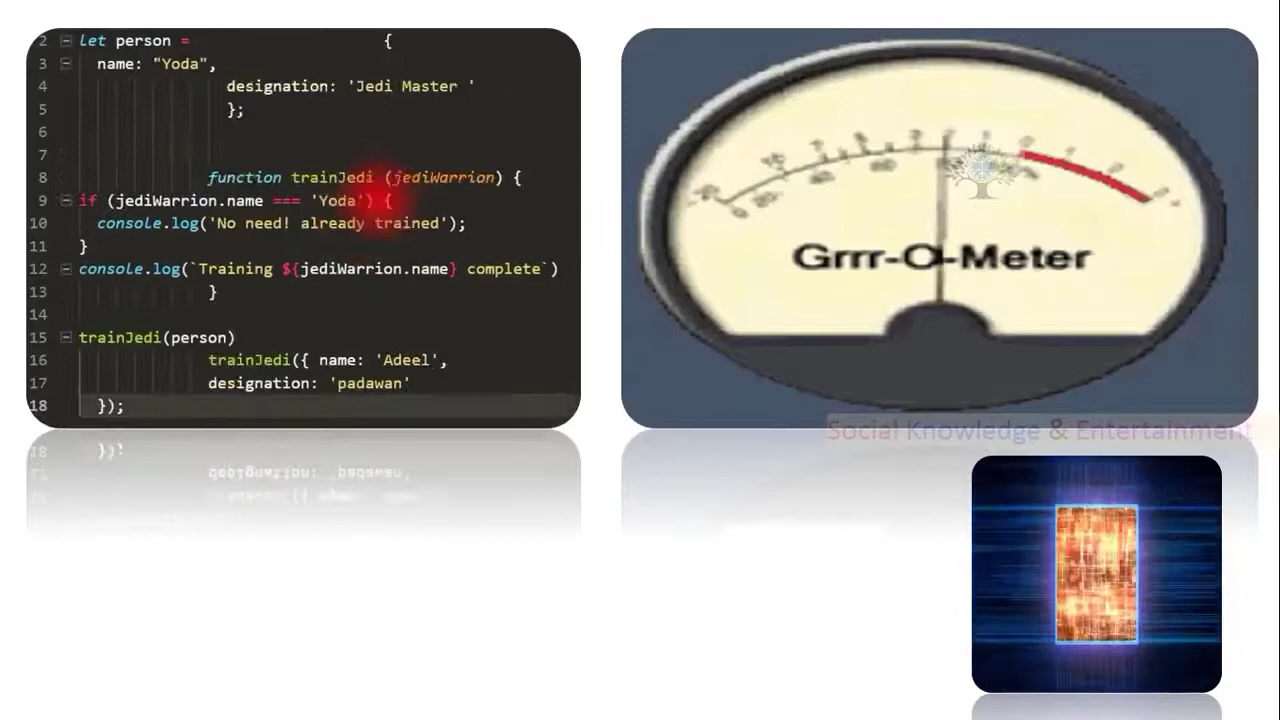 2 let person = {
3 name: "Yoda",
4 designation: 'Jedi Master '
5 };
6
7
8 function trainJedi (jediWarrion) {
9 if (jediWarrion.name === 'Yoda') {
10 console.log('No need! already trained');
11 }
12 console.log(`Training ${jediWarrion.name} complete`)
13 }
14
15 trainJedi(person)
16 trainJedi({ name: 'Adeel',
17 designation: 'padawan'
18 });
Grrr-O-Meter
Social Knowledge & Entertainment